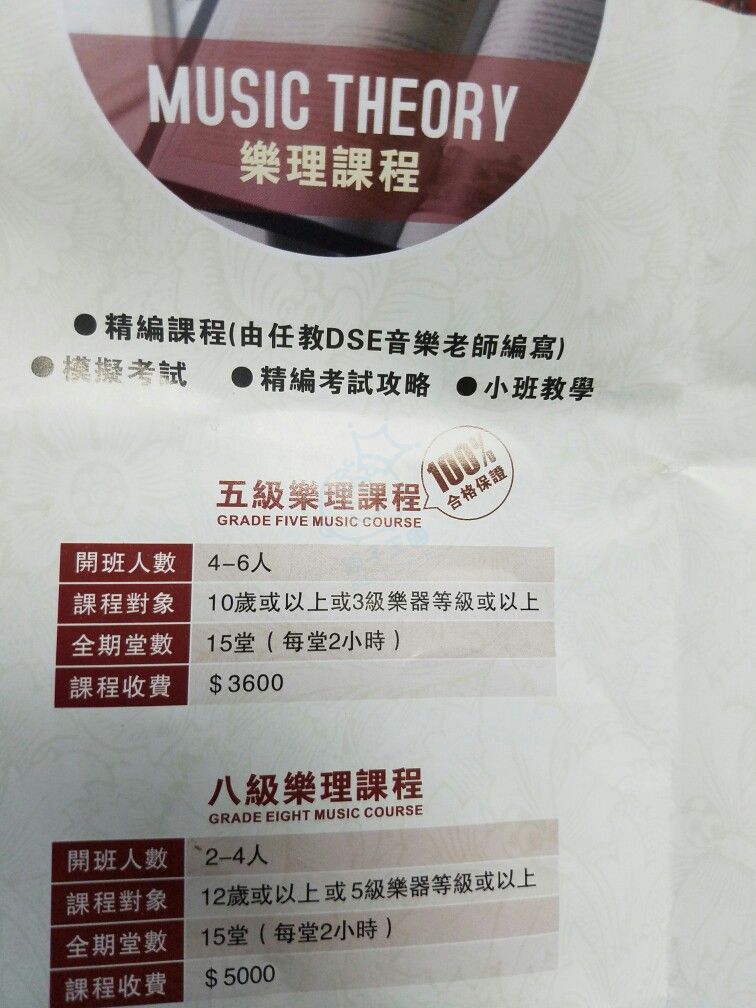 MUSIC THEORY
樂理課程
●精編課程(由任教DSE音樂老師編寫)
●模擬考試 ●精編考試攻略 ●小班教學
五級樂理課程 100% 合格保證
GRADE FIVE MUSIC COURSE
開班人數 4-6人
課程對象 10歲或以上或3級樂器等級或以上
全期堂數 15堂(每堂2小時)
課程收費 $3600
八級樂理課程
GRADE EIGHT MUSIC COURSE
開班人數 2-4人
課程對象 12歲或以上或5級樂器等級或以上
全期堂數 15堂(每堂2小時)
課程收費 $5000